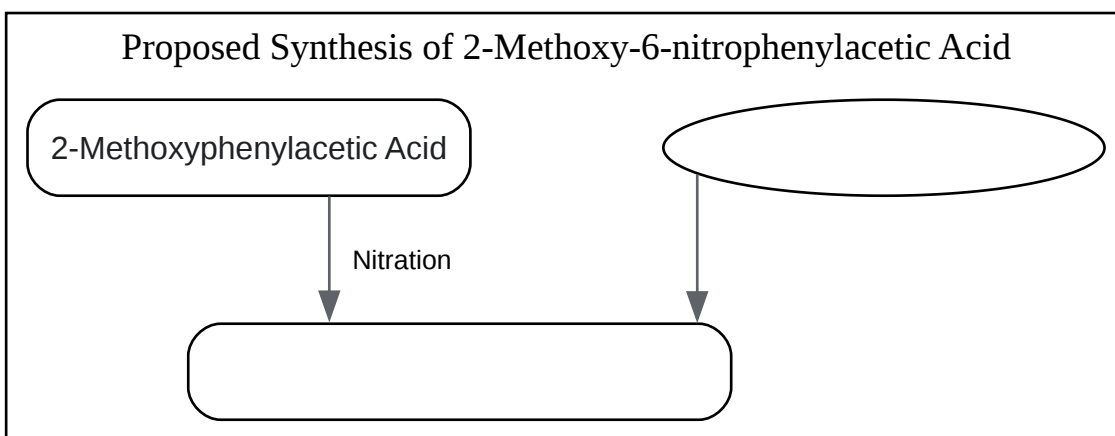 Proposed Synthesis of 2-Methoxy-6-nitrophenylacetic Acid
2-Methoxyphenylacetic Acid
Nitration